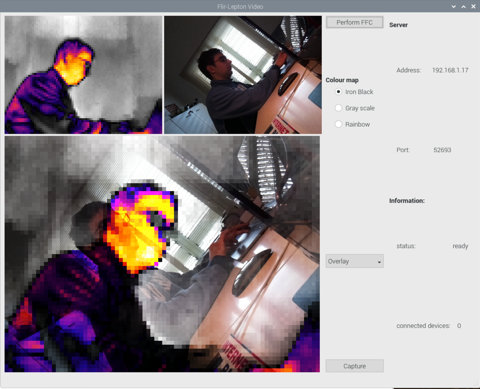 Flir-Lepton Video
Perform FFC
Server
Address: 192.168.1.17
Colour map
Iron Black
Gray scale
Rainbow
Port: 52693
Information:
status: ready
Overlay
connected devices: 0
Capture